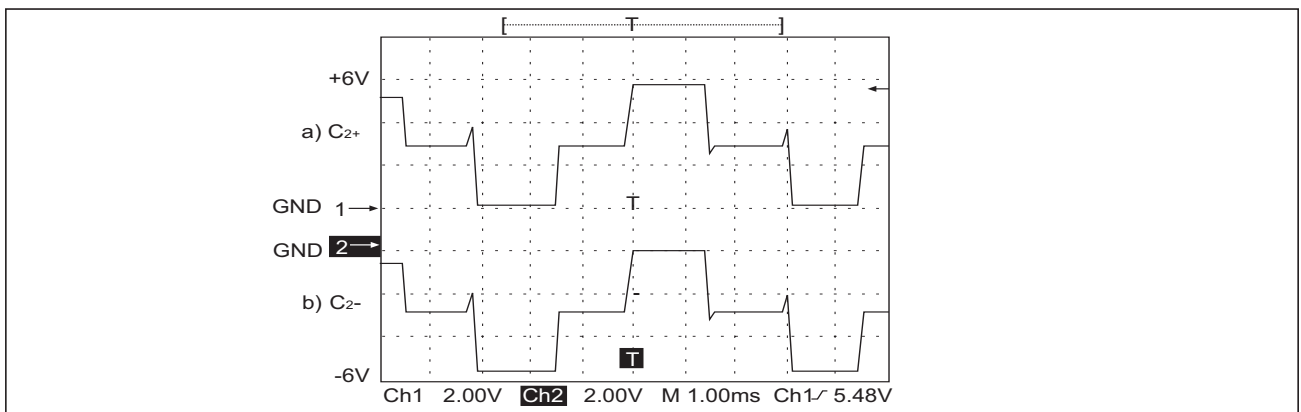 [ T ]
+6V
a) C2+
T
GND 1
GND 2
b) C2-
T
-6V
Ch1 2.00V Ch2 2.00V M 1.00ms Ch1 5.48V